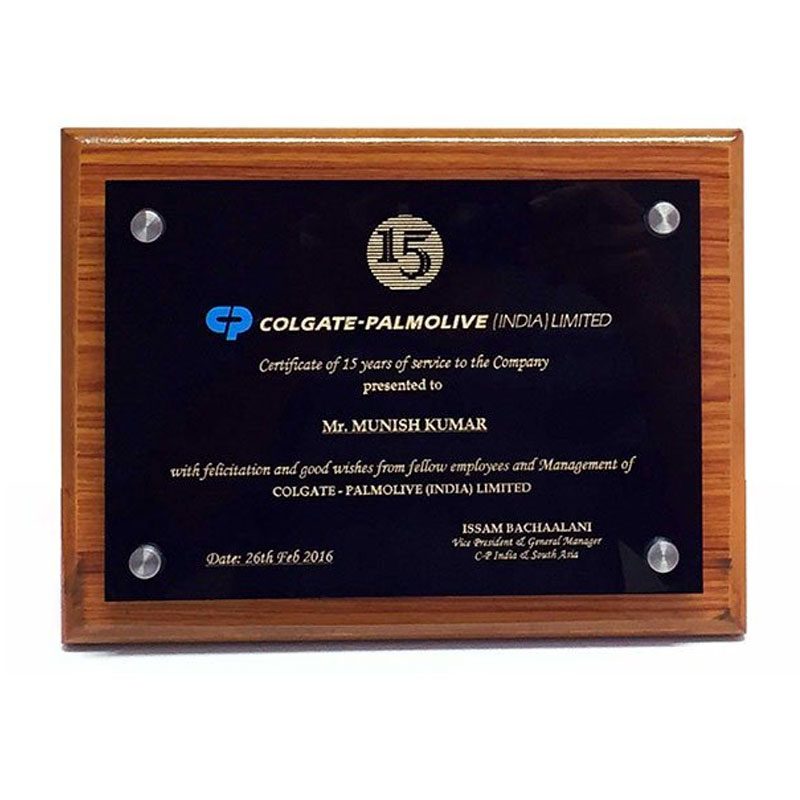 15
CP COLGATE-PALMOLIVE (INDIA) LIMITED
Certificate of 15 years of service to the Company
presented to
Mr. MUNISH KUMAR
with felicitation and good wishes from fellow employees and Management of
COLGATE - PALMOLIVE (INDIA) LIMITED
ISSAM BACHAALANI
Vice President & General Manager
C-P India & South Asia
Date: 26th Feb 2016